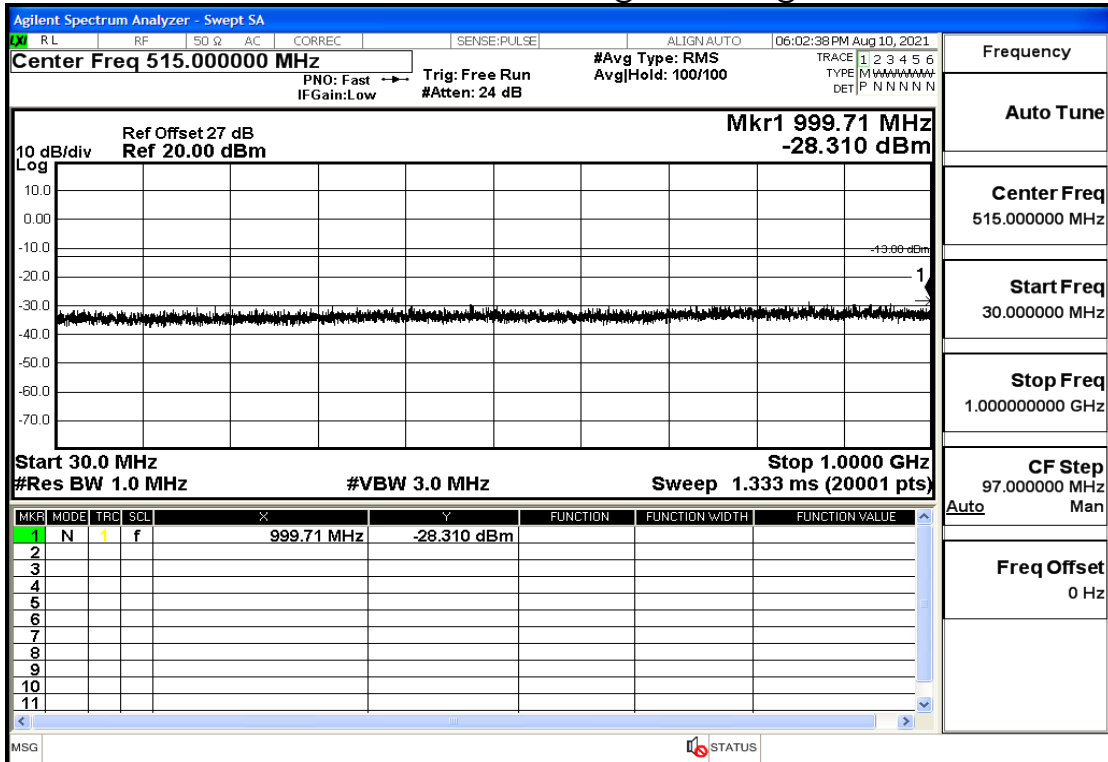 Agilent Spectrum Analyzer - Swept SA
LXI RL RF 50 Ω AC CORREC SENSE:PULSE ALIGN AUTO 06:02:38 PM Aug 10, 2021
Center Freq 515.000000 MHz
PNO: Fast
IFGain:Low
Trig: Free Run
#Atten: 24 dB
#Avg Type: RMS
Avg|Hold: 100/100
TRACE 1 2 3 4 5 6
TYPE M WWWWW
DET P N N N N N
Ref Offset 27 dB
10 dB/div Ref 20.00 dBm
Log
Mkr1 999.71 MHz
-28.310 dBm
10.0
0.00
-10.0
-13.00 dBm
-20.0
1
-30.0
-40.0
-50.0
-60.0
-70.0
Start 30.0 MHz Stop 1.0000 GHz
#Res BW 1.0 MHz #VBW 3.0 MHz Sweep 1.333 ms (20001 pts)
MKR MODE TRC SCL X Y FUNCTION FUNCTION WIDTH FUNCTION VALUE
1 N 1 f 999.71 MHz -28.310 dBm
2
3
4
5
6
7
8
9
10
11
MSG STATUS
Frequency
Auto Tune
Center Freq
515.000000 MHz
Start Freq
30.000000 MHz
Stop Freq
1.000000000 GHz
CF Step
97.000000 MHz
Auto Man
Freq Offset
0 Hz